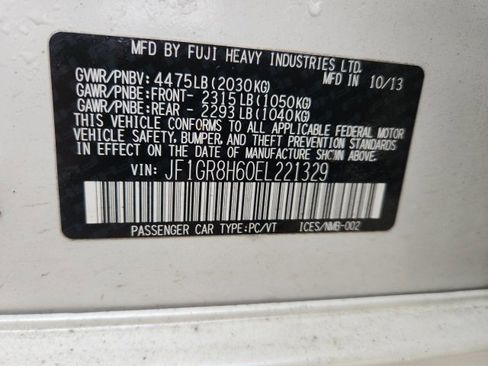 MFD BY FUJI HEAVY INDUSTRIES LTD.
GVWR/PNBV: 4475LB(2030KG) MFD IN 10/13
GAWR/PNBE:FRONT- 2315LB(1050KG)
GAWR/PNBE:REAR - 2293LB(1040KG)
THIS VEHICLE CONFORMS TO ALL APPLICABLE FEDERAL MOTOR
VEHICLE SAFETY, BUMPER, AND THEFT PREVENTION STANDARDS
IN EFFECT ON THE DATE OF MANUFACTURE SHOWN ABOVE.
VIN: JF1GR8H60EL221329
PASSENGER CAR TYPE:PC/VT ICES/NMB-002